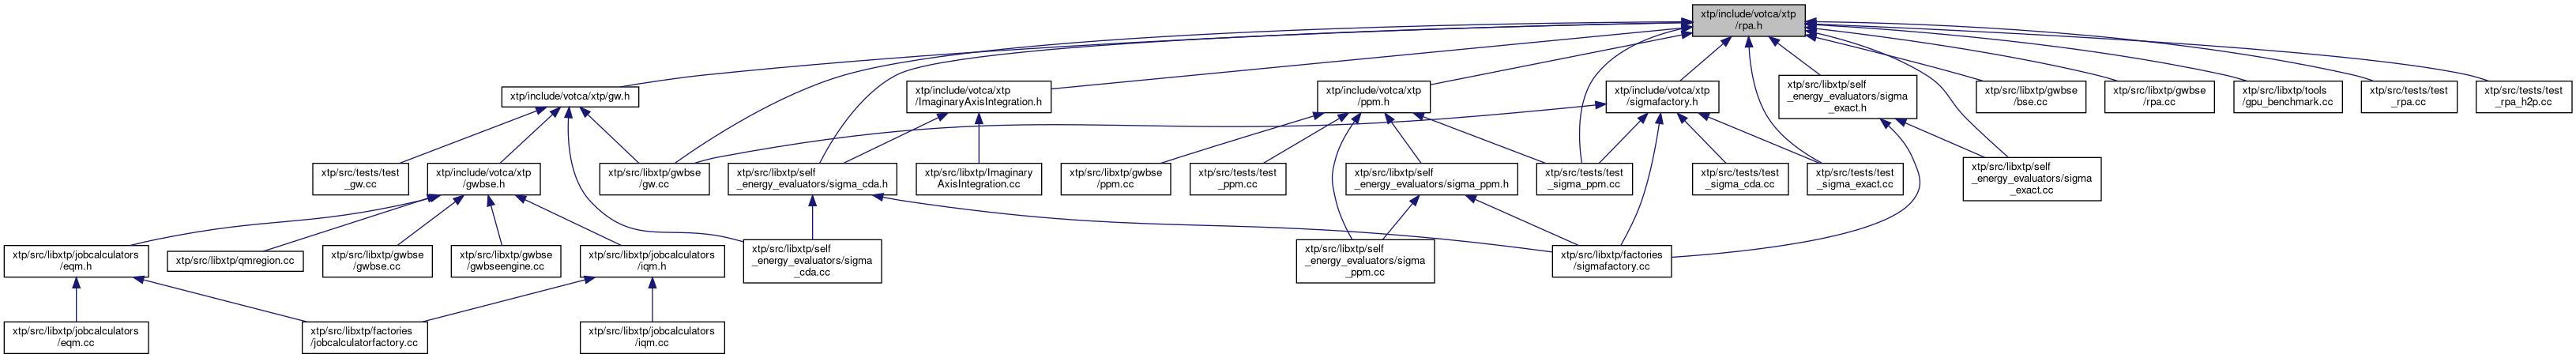 xtp/include/votca/xtp
/rpa.h
xtp/include/votca/xtp/gw.h
xtp/include/votca/xtp
/ImaginaryAxisIntegration.h
xtp/include/votca/xtp
/ppm.h
xtp/include/votca/xtp
/sigmafactory.h
xtp/src/libxtp/self
_energy_evaluators/sigma
_exact.h
xtp/src/libxtp/gwbse
/bse.cc
xtp/src/libxtp/gwbse
/rpa.cc
xtp/src/libxtp/tools
/gpu_benchmark.cc
xtp/src/tests/test
_rpa.cc
xtp/src/tests/test
_rpa_h2p.cc
xtp/src/tests/test
_gw.cc
xtp/include/votca/xtp
/gwbse.h
xtp/src/libxtp/gwbse
/gw.cc
xtp/src/libxtp/self
_energy_evaluators/sigma_cda.h
xtp/src/libxtp/Imaginary
AxisIntegration.cc
xtp/src/libxtp/gwbse
/ppm.cc
xtp/src/tests/test
_ppm.cc
xtp/src/libxtp/self
_energy_evaluators/sigma_ppm.h
xtp/src/tests/test
_sigma_ppm.cc
xtp/src/tests/test
_sigma_cda.cc
xtp/src/tests/test
_sigma_exact.cc
xtp/src/libxtp/self
_energy_evaluators/sigma
_exact.cc
xtp/src/libxtp/jobcalculators
/eqm.h
xtp/src/libxtp/qmregion.cc
xtp/src/libxtp/gwbse
/gwbse.cc
xtp/src/libxtp/gwbse
/gwbseengine.cc
xtp/src/libxtp/jobcalculators
/iqm.h
xtp/src/libxtp/self
_energy_evaluators/sigma
_cda.cc
xtp/src/libxtp/self
_energy_evaluators/sigma
_ppm.cc
xtp/src/libxtp/factories
/sigmafactory.cc
xtp/src/libxtp/jobcalculators
/eqm.cc
xtp/src/libxtp/factories
/jobcalculatorfactory.cc
xtp/src/libxtp/jobcalculators
/iqm.cc